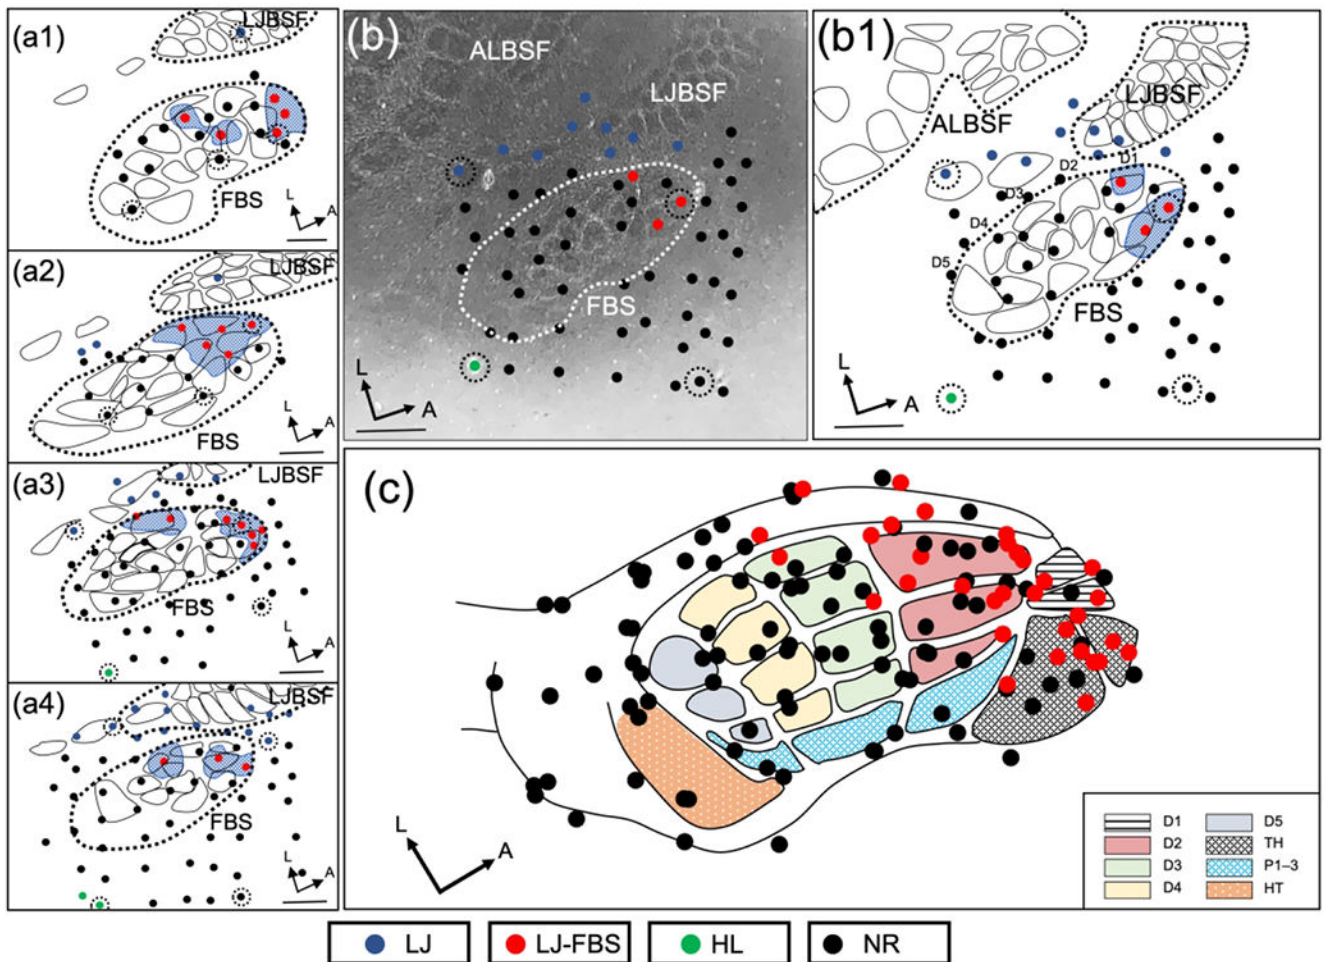 (a1)
LJBSF
FBS
L
A
(a2)
LJBSF
FBS
L
A
(a3)
LJBSF
FBS
L
A
(a4)
LJBSF
FBS
L
A
(b)
ALBSF
LJBSF
FBS
L
A
(b1)
ALBSF
LJBSF
D1
D2
D3
D4
D5
FBS
L
A
(c)
L
A
D1 D5
D2 TH
D3 P1–3
D4 HT
LJ LJ-FBS HL NR